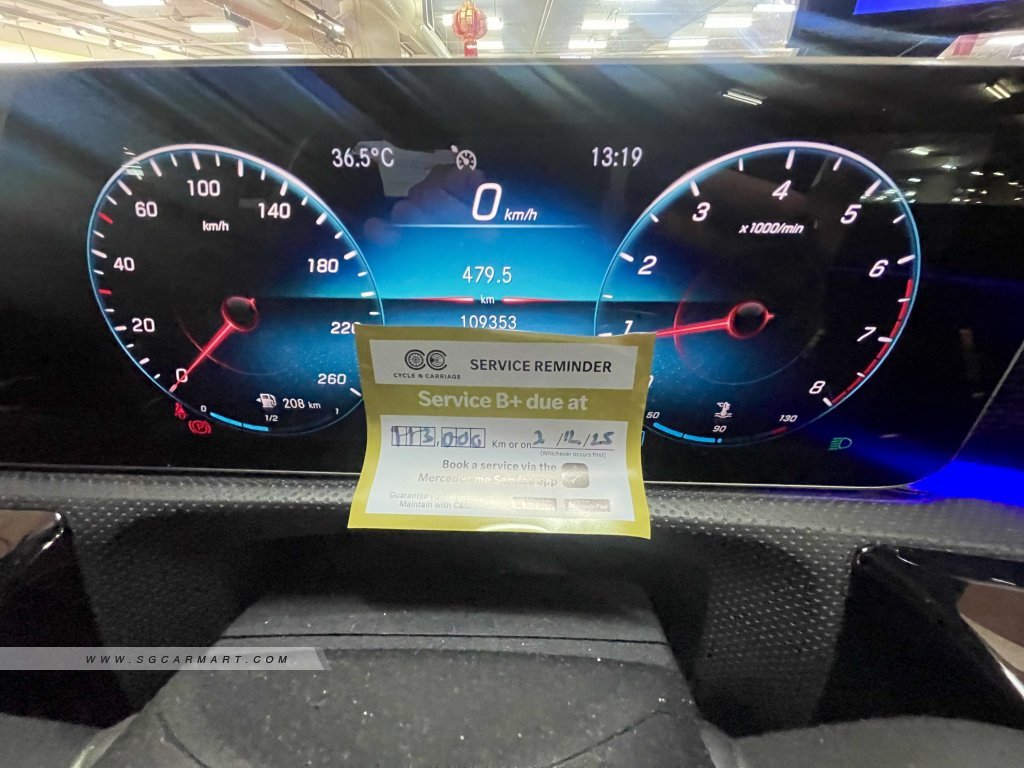 36.5°C
13:19
0 km/h
479.5
km
109353
0
20
40
60
100
140
180
220
260
km/h
208 km
0
1/2
1
1
2
3
4
5
6
7
8
x1000/min
50
90
130
°C
CYCLE & CARRIAGE
SERVICE REMINDER
Service B+ due at
113,000 Km or on 2/12/25
(Whichever occurs first)
Book a service via the
Mercedes me Service app
Maintain with C&C.
WWW.SGCARMART.COM